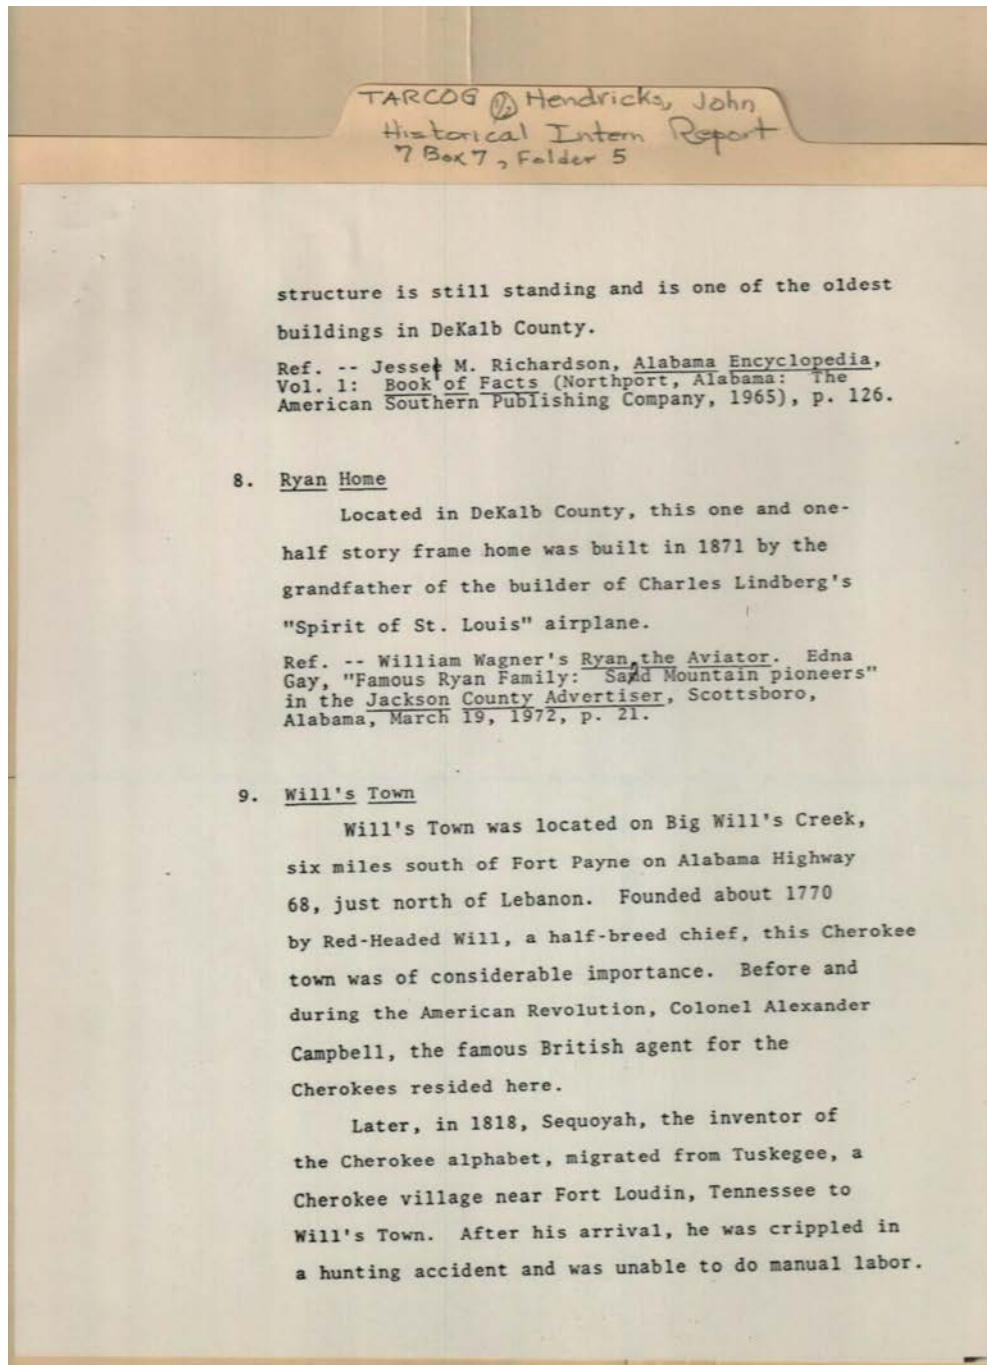 TARCOG ½ Hendricks, John
Historical Intern Report
7 Box 7, Folder 5
structure is still standing and is one of the oldest
buildings in DeKalb County.
Ref. -- Jesse M. Richardson, Alabama Encyclopedia,
Vol. 1: Book of Facts (Northport, Alabama: The
American Southern Publishing Company, 1965), p. 126.
8. Ryan Home
Located in DeKalb County, this one and one-
half story frame home was built in 1871 by the
grandfather of the builder of Charles Lindberg's
"Spirit of St. Louis" airplane.
Ref. -- William Wagner's Ryan, the Aviator. Edna
Gay, "Famous Ryan Family: Sand Mountain pioneers"
in the Jackson County Advertiser, Scottsboro,
Alabama, March 19, 1972, p. 21.
9. Will's Town
Will's Town was located on Big Will's Creek,
six miles south of Fort Payne on Alabama Highway
68, just north of Lebanon. Founded about 1770
by Red-Headed Will, a half-breed chief, this Cherokee
town was of considerable importance. Before and
during the American Revolution, Colonel Alexander
Campbell, the famous British agent for the
Cherokees resided here.
Later, in 1818, Sequoyah, the inventor of
the Cherokee alphabet, migrated from Tuskegee, a
Cherokee village near Fort Loudin, Tennessee to
Will's Town. After his arrival, he was crippled in
a hunting accident and was unable to do manual labor.